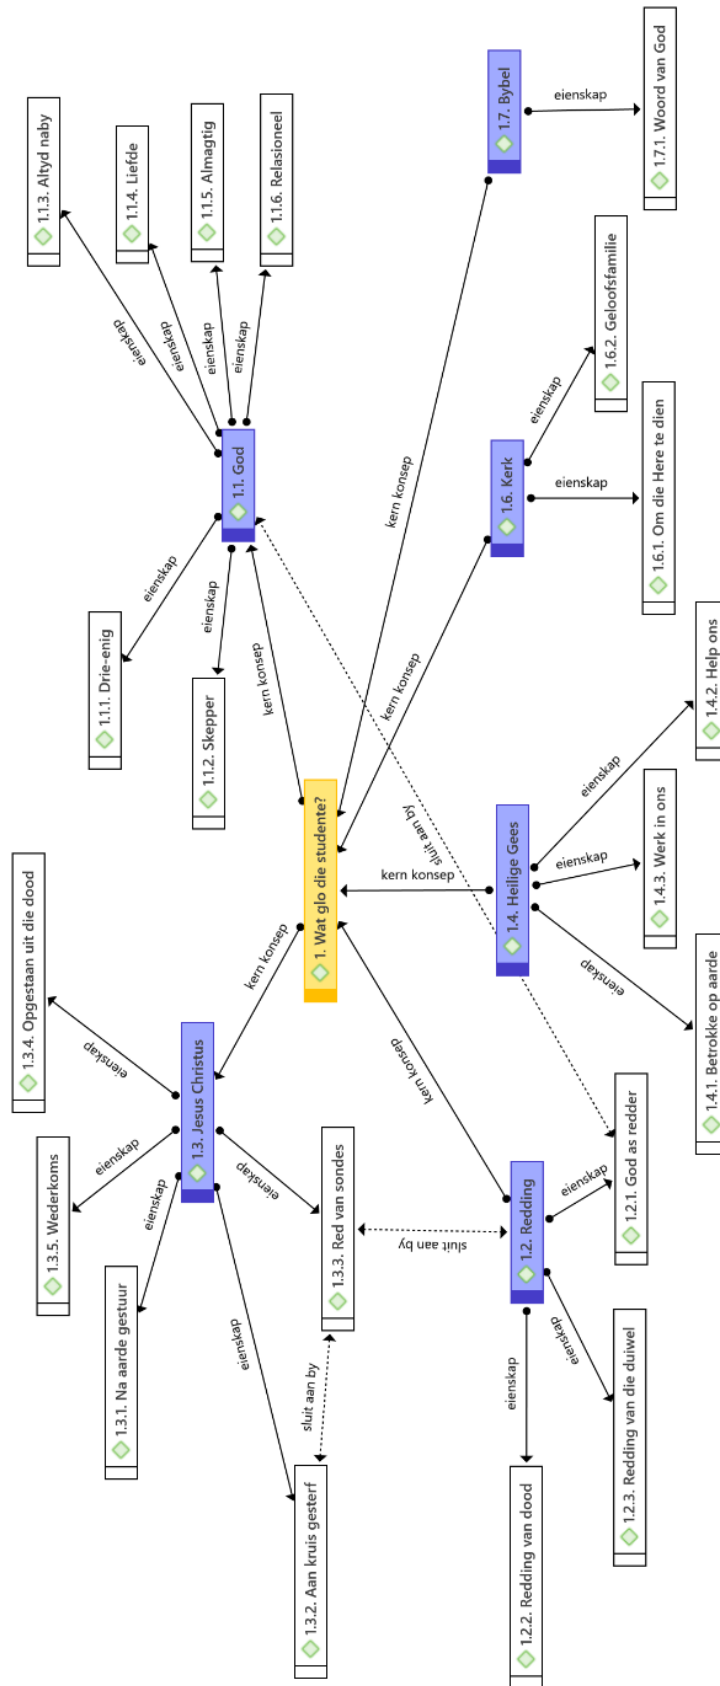 1.3.4. Opgestaan uit die dood
1.3.5. Wederkoms
1.3.1. Na aarde gestuur
1.3.2. Aan kruis gesterf
1.3.3. Red van sondes
1.3. Jesus Christus
eienskap
eienskap
eienskap
eienskap
eienskap
sluit aan by
sluit aan by
kern konsep
1.1.3. Altyd naby
1.1.4. Liefde
1.1.5. Almagtig
1.1.6. Relasioneel
1.1.1. Drie-enig
1.1.2. Skepper
1.1. God
eienskap
eienskap
eienskap
eienskap
eienskap
eienskap
kern konsep
1. Wat glo die studente?
kern konsep
kern konsep
kern konsep
kern konsep
sluit aan by
1.2. Redding
eienskap
eienskap
eienskap
1.2.2. Redding van dood
1.2.3. Redding van die duiwel
1.2.1. God as redder
1.4. Heilige Gees
eienskap
eienskap
eienskap
1.4.1. Betrokke op aarde
1.4.3. Werk in ons
1.4.2. Help ons
1.6. Kerk
eienskap
eienskap
1.6.1. Om die Here te dien
1.6.2. Geloofsfamilie
1.7. Bybel
eienskap
1.7.1. Woord van God